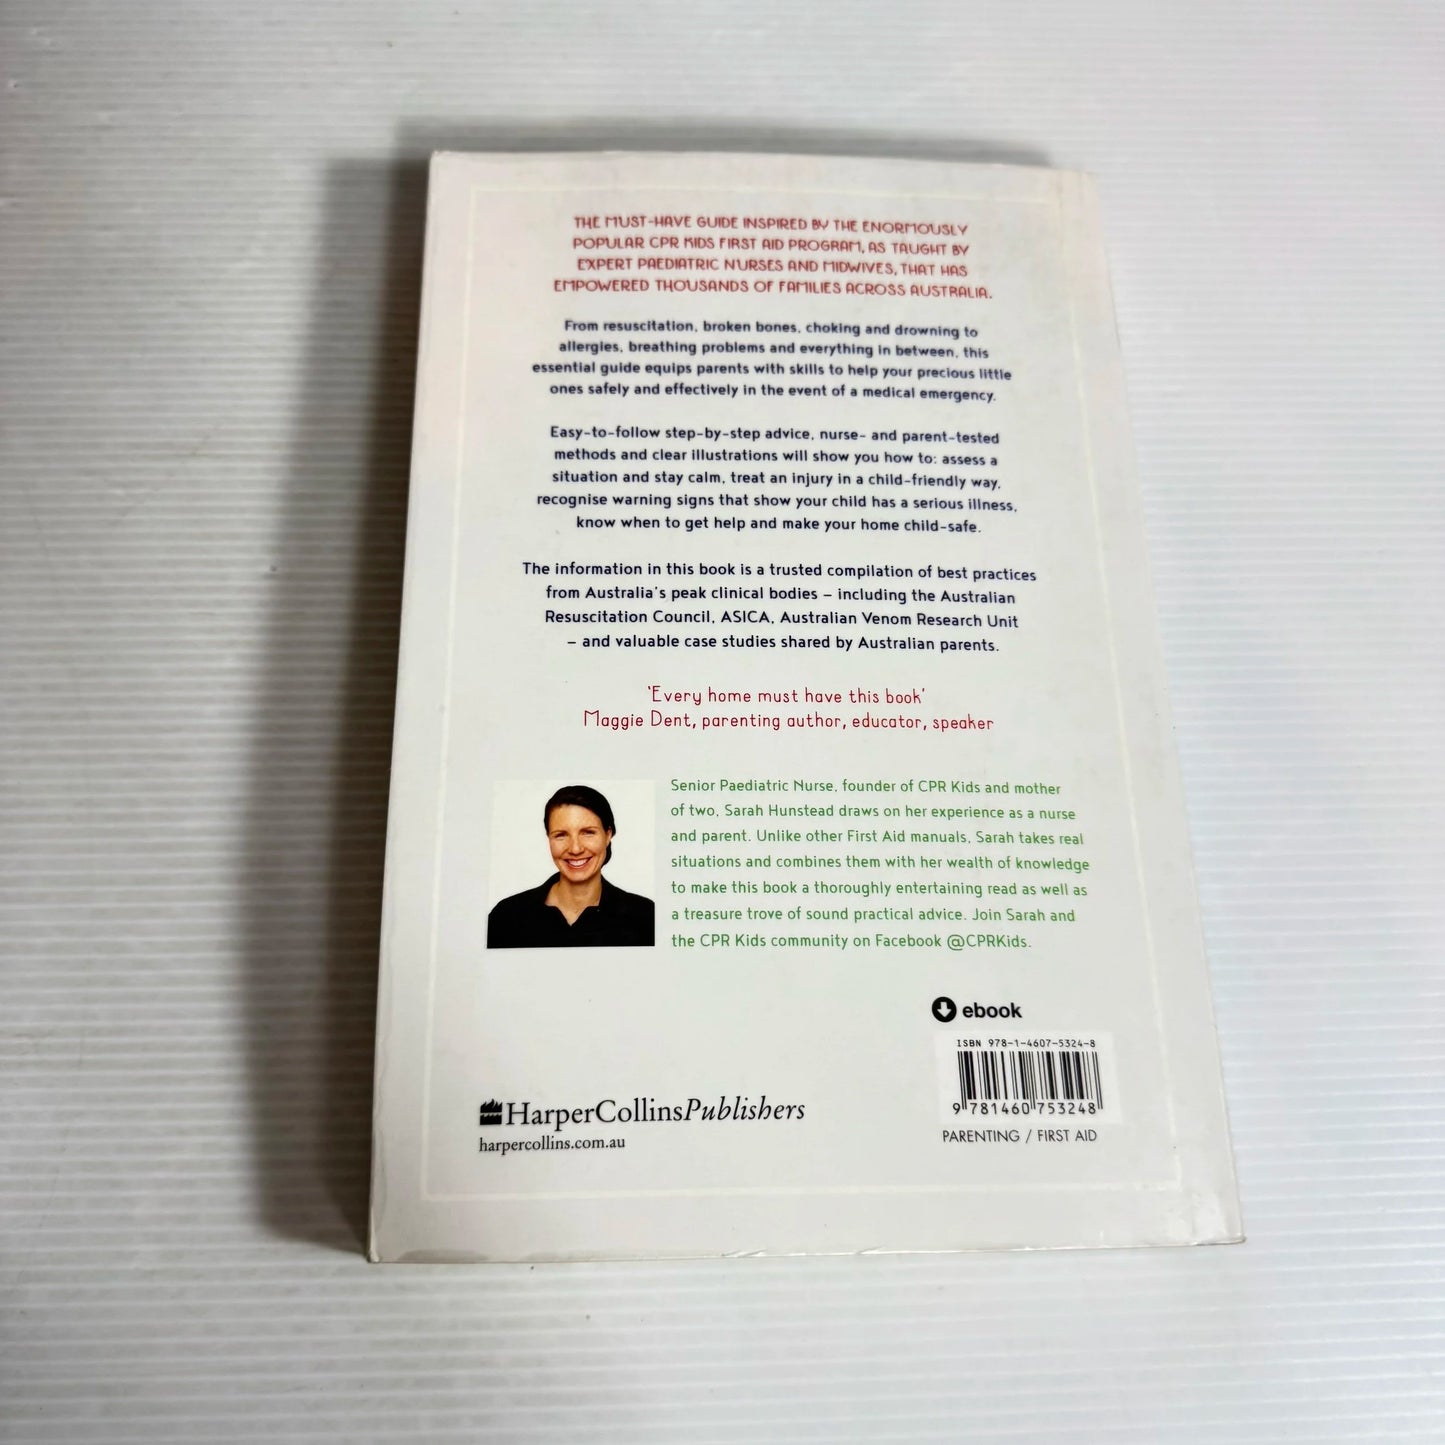 THE MUST-HAVE GUIDE INSPIRED BY THE ENORMOUSLY
POPULAR CPR KIDS FIRST AID PROGRAM, AS TAUGHT BY
EXPERT PAEDIATRIC NURSES AND MIDWIVES, THAT HAS
EMPOWERED THOUSANDS OF FAMILIES ACROSS AUSTRALIA.
From resuscitation, broken bones, choking and drowning to
allergies, breathing problems and everything in between, this
essential guide equips parents with skills to help your precious little
ones safely and effectively in the event of a medical emergency.
Easy-to-follow step-by-step advice, nurse- and parent-tested
methods and clear illustrations will show you how to: assess a
situation and stay calm, treat an injury in a child-friendly way,
recognise warning signs that show your child has a serious illness,
know when to get help and make your home child-safe.
The information in this book is a trusted compilation of best practices
from Australia's peak clinical bodies – including the Australian
Resuscitation Council, ASICA, Australian Venom Research Unit
– and valuable case studies shared by Australian parents.
'Every home must have this book'
Maggie Dent, parenting author, educator, speaker
Senior Paediatric Nurse, founder of CPR Kids and mother
of two, Sarah Hunstead draws on her experience as a nurse
and parent. Unlike other First Aid manuals, Sarah takes real
situations and combines them with her wealth of knowledge
to make this book a thoroughly entertaining read as well as
a treasure trove of sound practical advice. Join Sarah and
the CPR Kids community on Facebook @CPRKids.
ebook
ISBN 978-1-4607-5324-8
9 781460 753248
PARENTING / FIRST AID
HarperCollinsPublishers
harpercollins.com.au